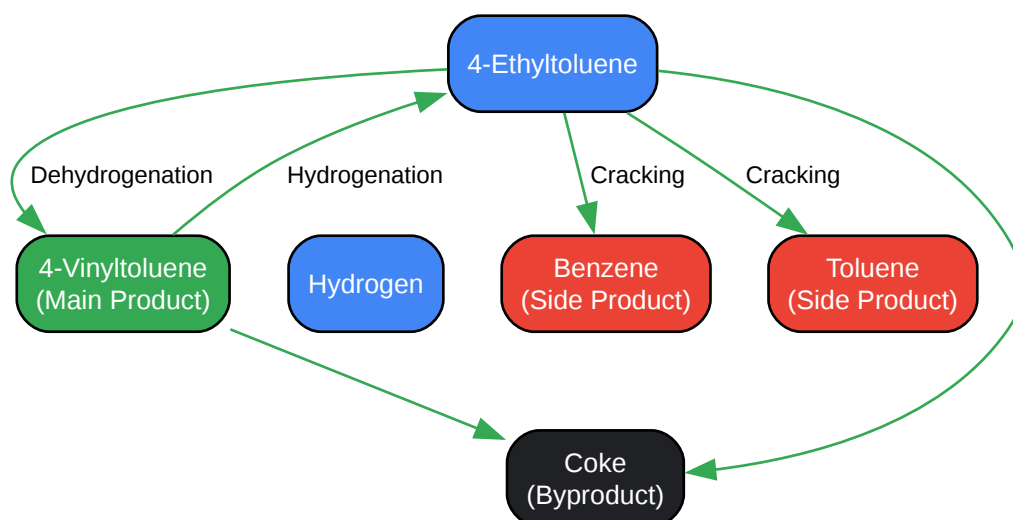 4-Ethyltoluene
Dehydrogenation
Hydrogenation
Cracking
Cracking
4-Vinyltoluene
(Main Product)
Hydrogen
Benzene
(Side Product)
Toluene
(Side Product)
Coke
(Byproduct)